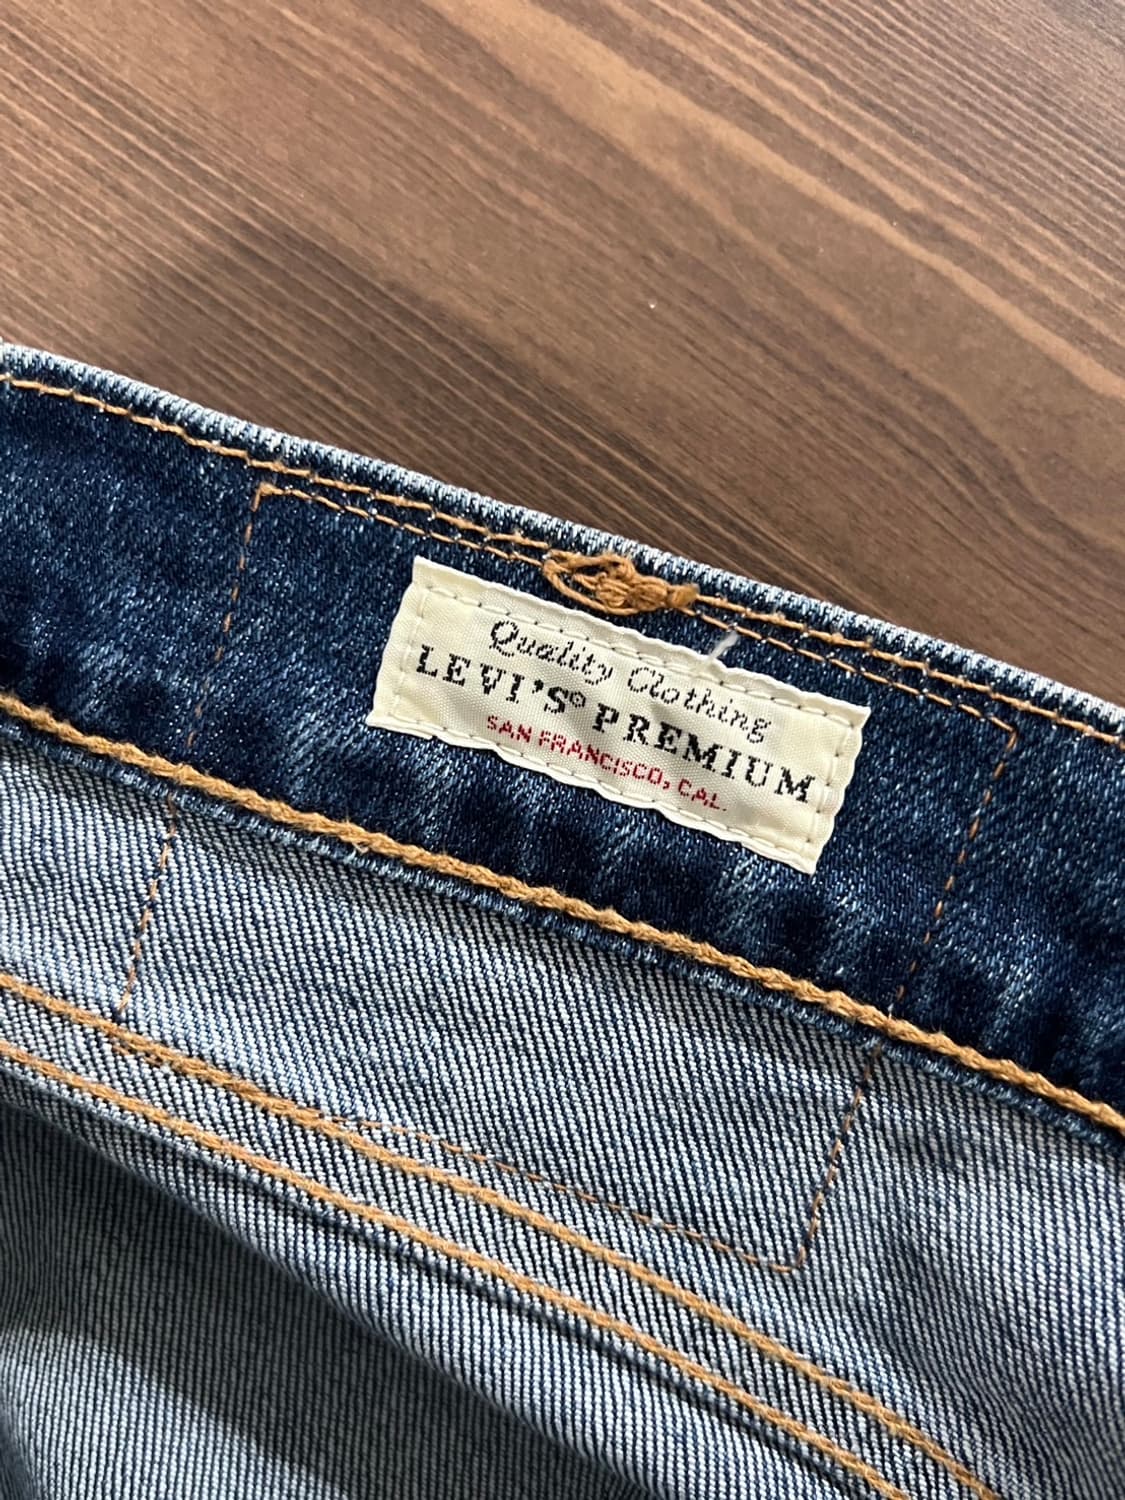 Quality Clothing
LEVI'S® PREMIUM
SAN FRANCISCO, CAL.